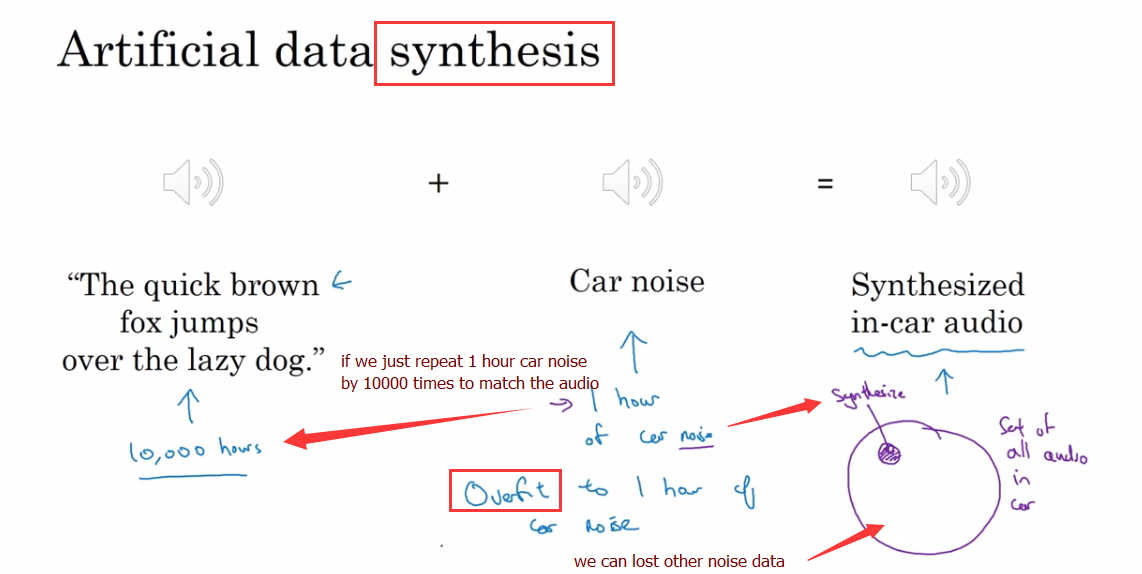 Artificial data synthesis
+
=
“The quick brown
fox jumps
over the lazy dog.”
Car noise
Synthesized
in-car audio
if we just repeat 1 hour car noise
by 10000 times to match the audio
10,000 hours
1 hour
of car noise
Synthesize
Set of
all audio
in
car
Overfit to 1 hour of
car noise
we can lost other noise data